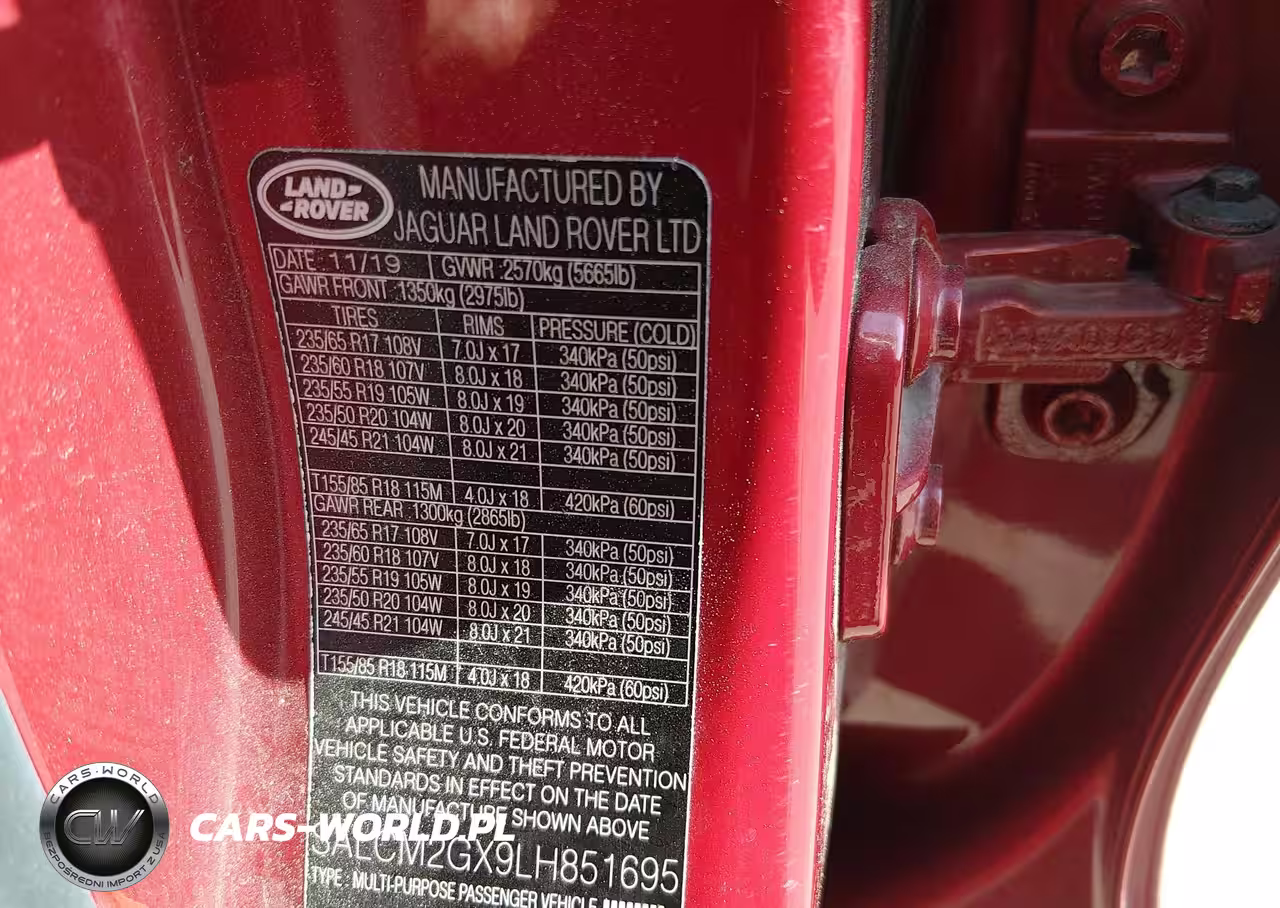 LAND-
-ROVER
MANUFACTURED BY
JAGUAR LAND ROVER LTD
DATE 11/19 GVWR 2570kg (5665lb)
GAWR FRONT 1350kg (2975lb)
TIRES RIMS PRESSURE (COLD)
235/65 R17 108V 7.0J x 17 340kPa (50psi)
235/60 R18 107V 8.0J x 18 340kPa (50psi)
235/55 R19 105W 8.0J x 19 340kPa (50psi)
235/50 R20 104W 8.0J x 20 340kPa (50psi)
245/45 R21 104W 8.0J x 21 340kPa (50psi)
T155/85 R18 115M 4.0J x 18 420kPa (60psi)
GAWR REAR 1300kg (2865lb)
235/65 R17 108V 7.0J x 17 340kPa (50psi)
235/60 R18 107V 8.0J x 18 340kPa (50psi)
235/55 R19 105W 8.0J x 19 340kPa (50psi)
235/50 R20 104W 8.0J x 20 340kPa (50psi)
245/45 R21 104W 8.0J x 21 340kPa (50psi)
T155/85 R18 115M 4.0J x 18 420kPa (60psi)
THIS VEHICLE CONFORMS TO ALL
APPLICABLE U.S. FEDERAL MOTOR
VEHICLE SAFETY AND THEFT PREVENTION
STANDARDS IN EFFECT ON THE DATE
OF MANUFACTURE SHOWN ABOVE
SALCM2GX9LH851695
TYPE : MULTI-PURPOSE PASSENGER VEHICLE
CARS-WORLD
CW
BEZPOŚREDNI IMPORT Z USA
CARS-WORLD.PL